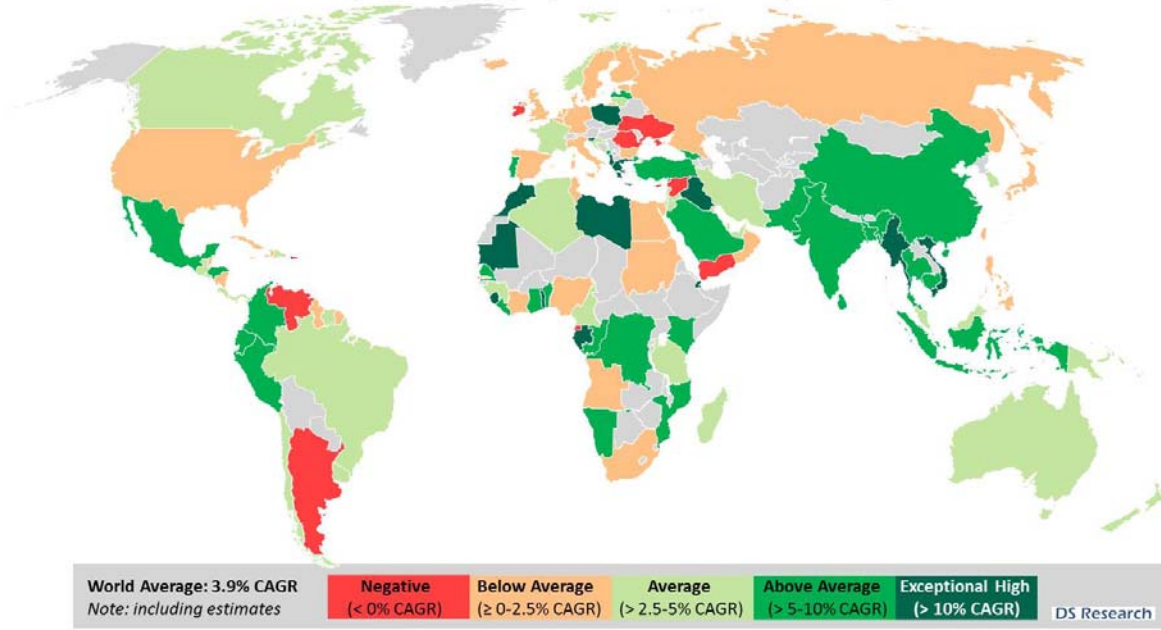 World Average: 3.9% CAGR
Note: including estimates
Negative
(< 0% CAGR)
Below Average
(≥ 0-2.5% CAGR)
Average
(> 2.5-5% CAGR)
Above Average
(> 5-10% CAGR)
Exceptional High
(> 10% CAGR)
DS Research